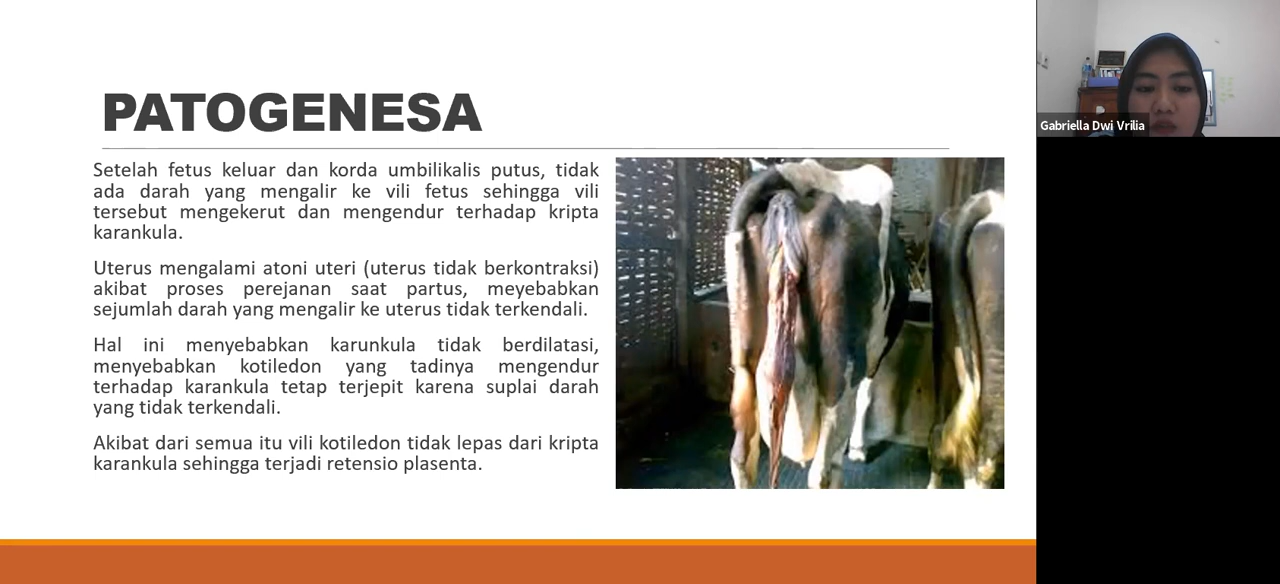 PATOGENESA
Setelah fetus keluar dan korda umbilikalis putus, tidak
ada darah yang mengalir ke vili fetus sehingga vili
tersebut mengekerut dan mengendur terhadap kripta
karankula.
Uterus mengalami atoni uteri (uterus tidak berkontraksi)
akibat proses perejanan saat partus, meyebabkan
sejumlah darah yang mengalir ke uterus tidak terkendali.
Hal ini menyebabkan karunkula tidak berdilatasi,
menyebabkan kotiledon yang tadinya mengendur
terhadap karankula tetap terjepit karena suplai darah
yang tidak terkendali.
Akibat dari semua itu vili kotiledon tidak lepas dari kripta
karankula sehingga terjadi retensio plasenta.
Gabriella Dwi Vrilia